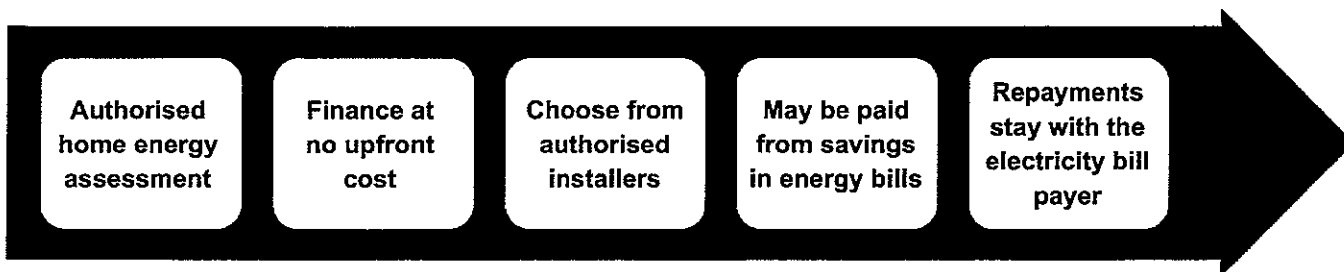 Authorised
home energy
assessment
Finance at
no upfront
cost
Choose from
authorised
installers
May be paid
from savings
in energy bills
Repayments
stay with the
electricity bill
payer